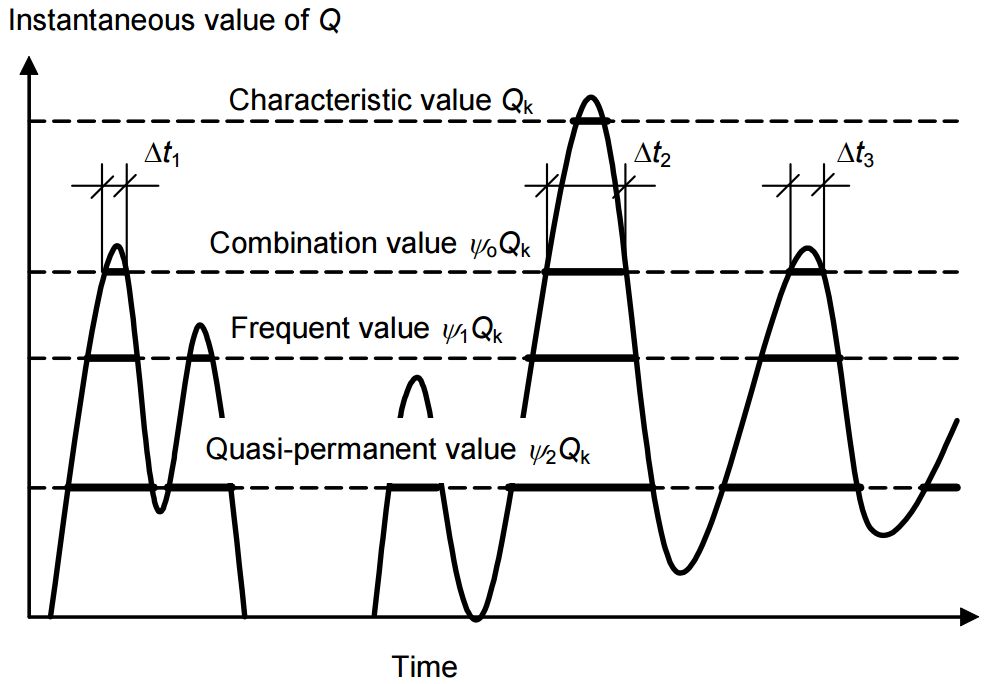 Instantaneous value of Q
Characteristic value Qk
Δt1
Δt2
Δt3
Combination value ψ0Qk
Frequent value ψ1Qk
Quasi-permanent value ψ2Qk
Time